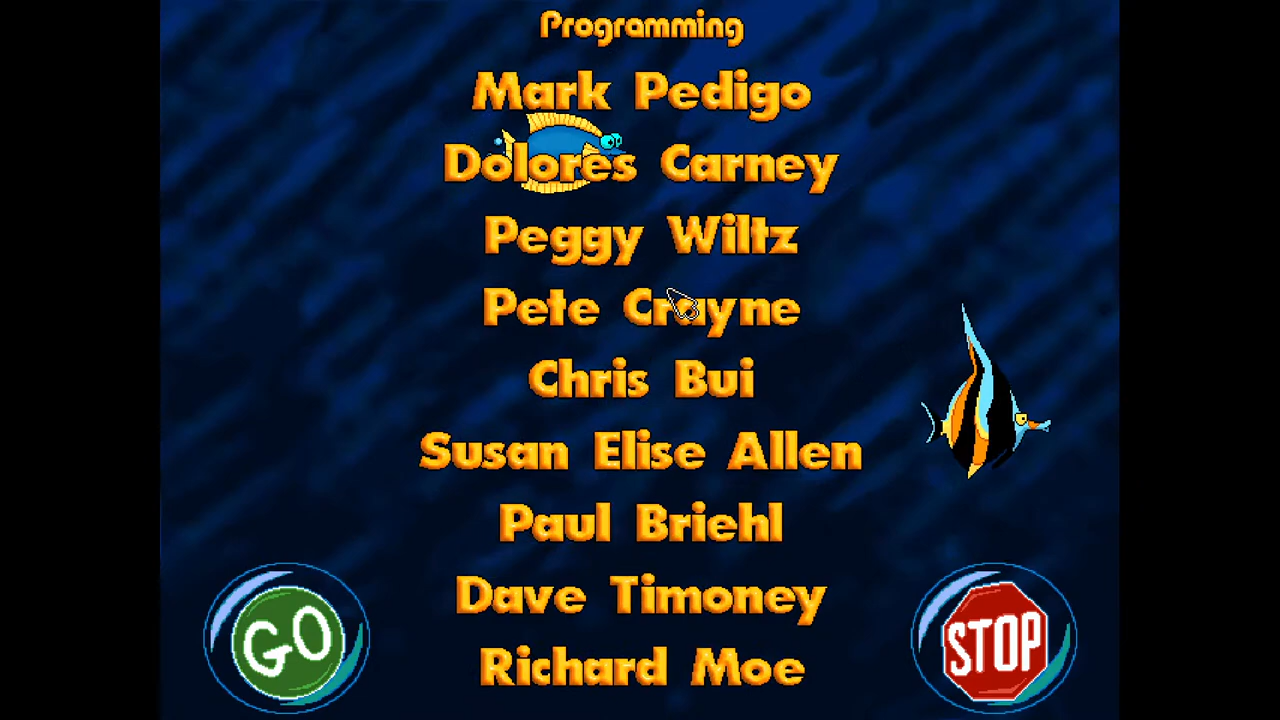 Programming
Mark Pedigo
Dolores Carney
Peggy Wiltz
Pete Crayne
Chris Bui
Susan Elise Allen
Paul Briehl
Dave Timoney
Richard Moe
GO
STOP